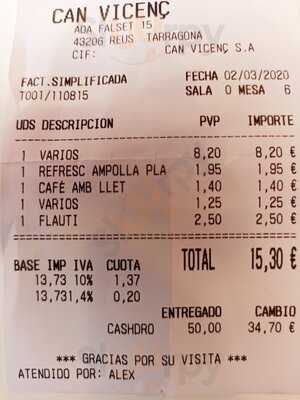 CAN VICENÇ
ADA FALSET 15
43206 REUS TARRAGONA
CIF: CAN VICENÇ S.A
FACT.SIMPLIFICADA FECHA 02/03/2020
T001/110815 SALA 0 MESA 6
UDS DESCRIPCION PVP IMPORTE
1 VARIOS 8,20 8,20 €
1 REFRESC AMPOLLA PLA 1,95 1,95 €
1 CAFÉ AMB LLET 1,40 1,40 €
1 VARIOS 1,25 1,25 €
1 FLAUTI 2,50 2,50 €
BASE IMP IVA CUOTA TOTAL 15,30 €
13,73 10% 1,37
13,731,4% 0,20
ENTREGADO CAMBIO
CASHDRO 50,00 34,70 €
*** GRACIAS POR SU VISITA ***
ATENDIDO POR: ALEX